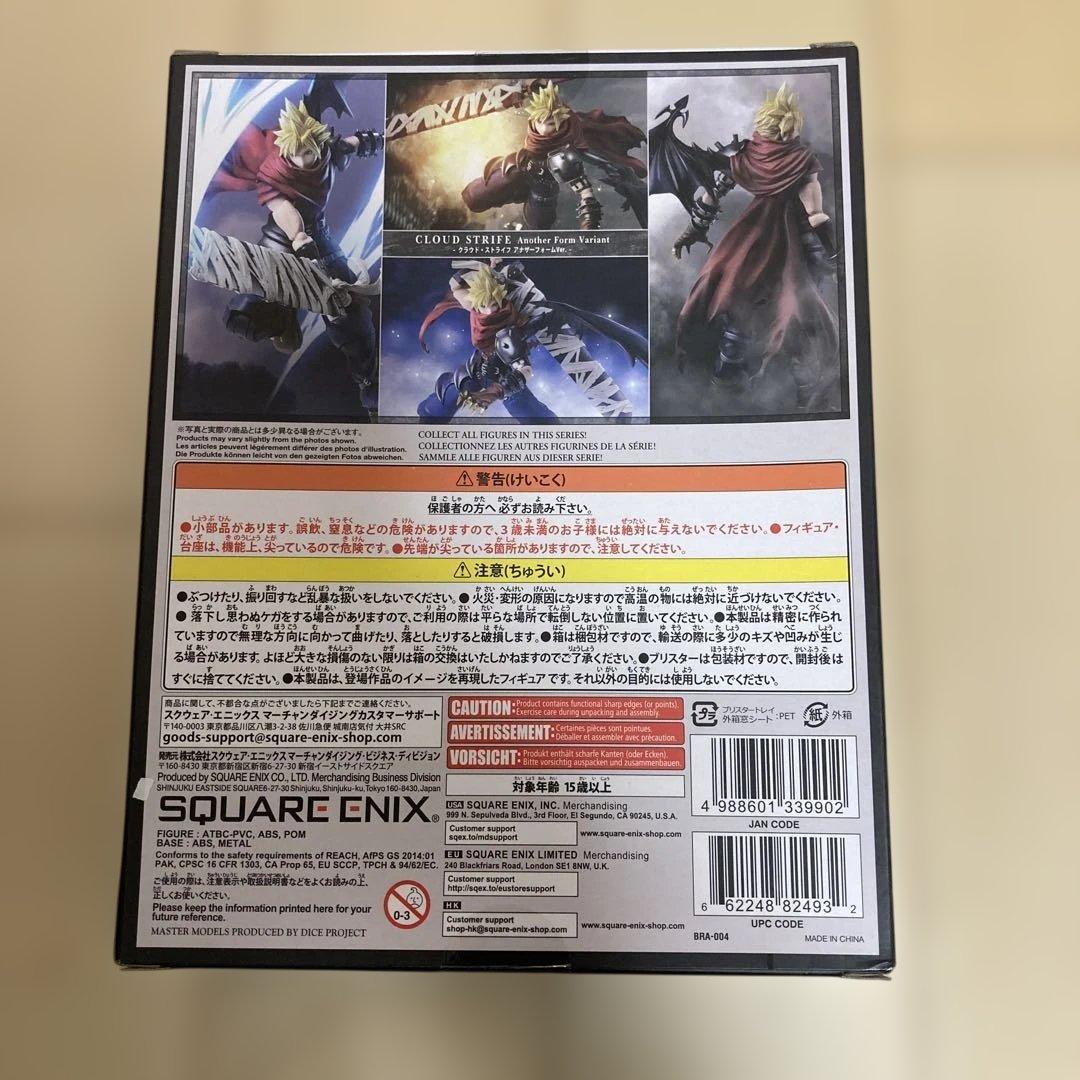 CLOUD STRIFE Another Form Variant
- クラウド・ストライフ アナザーフォームVer. -
※写真と実際の商品とは多少異なる場合がございます。
Products may vary slightly from the photos shown.
Les articles peuvent légèrement différer des photos d'illustration.
Die Produkte können leicht von den gezeigten Fotos abweichen.
COLLECT ALL FIGURES IN THIS SERIES!
COLLECTIONNEZ LES AUTRES FIGURINES DE LA SÉRIE!
SAMMLE ALLE FIGUREN AUS DIESER SERIE!
⚠警告(けいこく)
保護者の方へ 必ずお読み下さい。
●小部品があります。誤飲、窒息などの危険がありますので、3歳未満のお子様には絶対に与えないでください。●フィギュア・
台座は、機能上、尖っているので危険です。●先端が尖っている箇所がありますので、注意してください。
⚠注意(ちゅうい)
●ぶつけたり、振り回すなど乱暴な扱いをしないでください。●火災・変形の原因になりますので高温の物には絶対に近づけないでください。
●落下し思わぬケガをする場合がありますので、ご利用の際は平らな場所で転倒しない位置に置いてください。●本製品は精密に作られ
ていますので無理な方向に向かって曲げたり、落としたりすると破損します。●箱は梱包材ですので、輸送の際に多少のキズや凹みが生じ
る場合があります。よほど大きな損傷のない限りは箱の交換はいたしかねますのでご了承ください。●ブリスターは包装材ですので、開封後は
すぐに捨ててください。●本製品は、登場作品のイメージを再現したフィギュアです。それ以外の目的には使用しないでください。
商品に関して、不都合な点がございましたら下記までご連絡ください。
スクウェア・エニックス マーチャンダイジングカスタマーサポート
〒140-0003 東京都品川区八潮3-2-38 佐川急便 城南店気付 大井SRC
goods-support@square-enix-shop.com
発売元:株式会社スクウェア・エニックス マーチャンダイジング・ビジネス・ディビジョン
〒160-8430 東京都新宿区新宿6-27-30 新宿イーストサイドスクエア
Produced by SQUARE ENIX CO., LTD. Merchandising Business Division
SHINJUKU EASTSIDE SQUARE6-27-30 Shinjuku, Shinjuku-ku,Tokyo 160-8430,Japan
SQUARE ENIX®
FIGURE : ATBC-PVC, ABS, POM
BASE : ABS, METAL
Conforms to the safety requirements of REACH, AfPS GS 2014:01
PAK, CPSC 16 CFR 1303, CA Prop 65, EU SCCP, TPCH & 94/62/EC.
ご使用の際は、注意表示や取扱説明書などをよくお読みの上、
正しくお使いください。
Please keep the information printed here for your
future reference.
MASTER MODELS PRODUCED BY DICE PROJECT
0-3
CAUTION: Product contains functional sharp edges (or points).
Exercise care during unpacking and assembly.
AVERTISSEMENT: Certaines pièces sont pointues.
Déballer et assembler avec précaution.
VORSICHT: Produkt enthält scharfe Kanten (oder Ecken).
Bitte vorsichtig auspacken und zusammenbauen.
対象年齢 15歳以上
USA SQUARE ENIX, INC. Merchandising
999 N. Sepulveda Blvd., 3rd Floor, El Segundo, CA 90245, U.S.A.
Customer support
sqex.to/mdsupport
www.square-enix-shop.com
EU SQUARE ENIX LIMITED Merchandising
240 Blackfriars Road, London SE1 8NW, U.K.
Customer support
http://sqex.to/eustoresupport
HK
Customer support
shop-hk@square-enix-shop.com
www.square-enix-shop.com
プラ
ブリスタートレイ
外箱窓シート : PET
紙
外箱
4 988601 339902
JAN CODE
6 62248 82493 2
UPC CODE
BRA-004
MADE IN CHINA